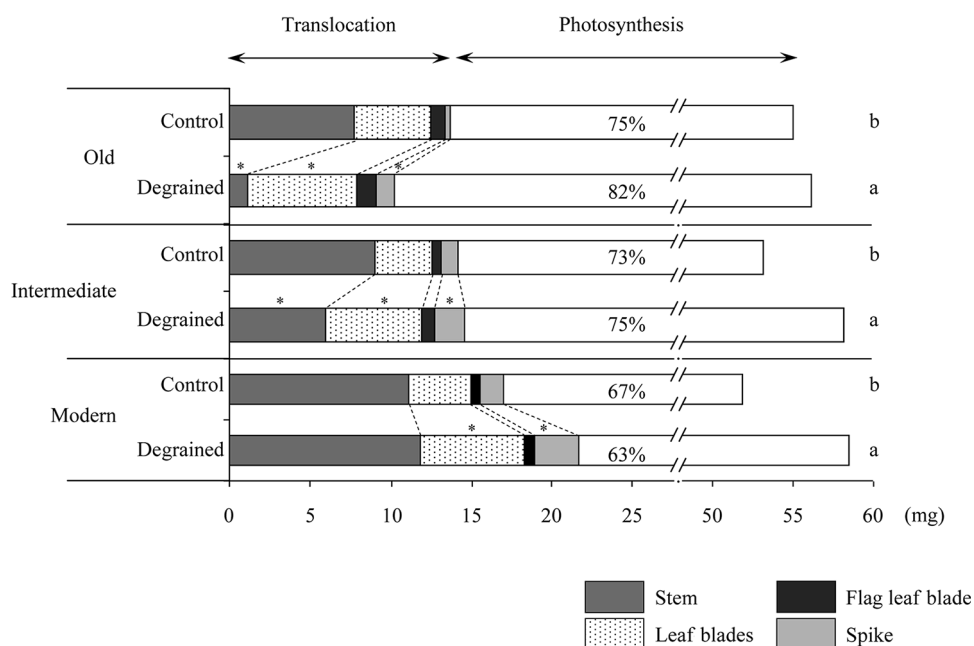 Translocation Photosynthesis
Control 75% b
Old
* * *
Degrained 82% a
Control 73% b
Intermediate
* * *
Degrained 75% a
Control 67% b
Modern
* *
Degrained 63% a
0 5 10 15 20 25 50 55 60 (mg)
Stem Flag leaf blade
Leaf blades Spike